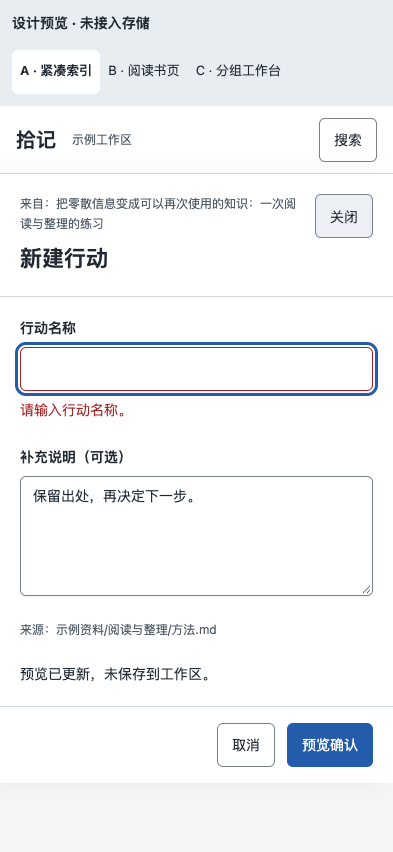 设计预览 · 未接入存储
A · 紧凑索引 B · 阅读书页 C · 分组工作台
拾记 示例工作区 搜索
来自：把零散信息变成可以再次使用的知识：一次阅
读与整理的练习
关闭
新建行动
行动名称
请输入行动名称。
补充说明（可选）
保留出处，再决定下一步。
来源：示例资料/阅读与整理/方法.md
预览已更新，未保存到工作区。
取消 预览确认